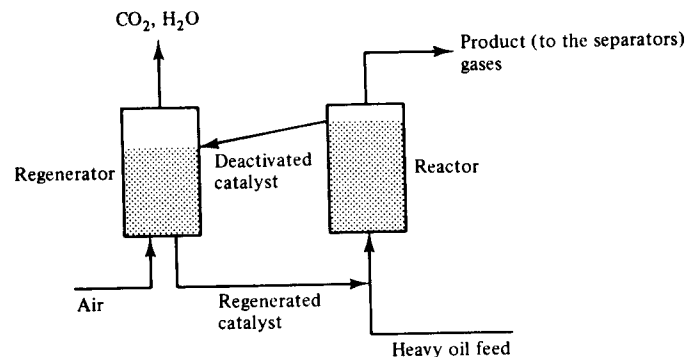 CO₂, H₂O
Product (to the separators)
gases
Regenerator
Deactivated
catalyst
Reactor
Air
Regenerated
catalyst
Heavy oil feed